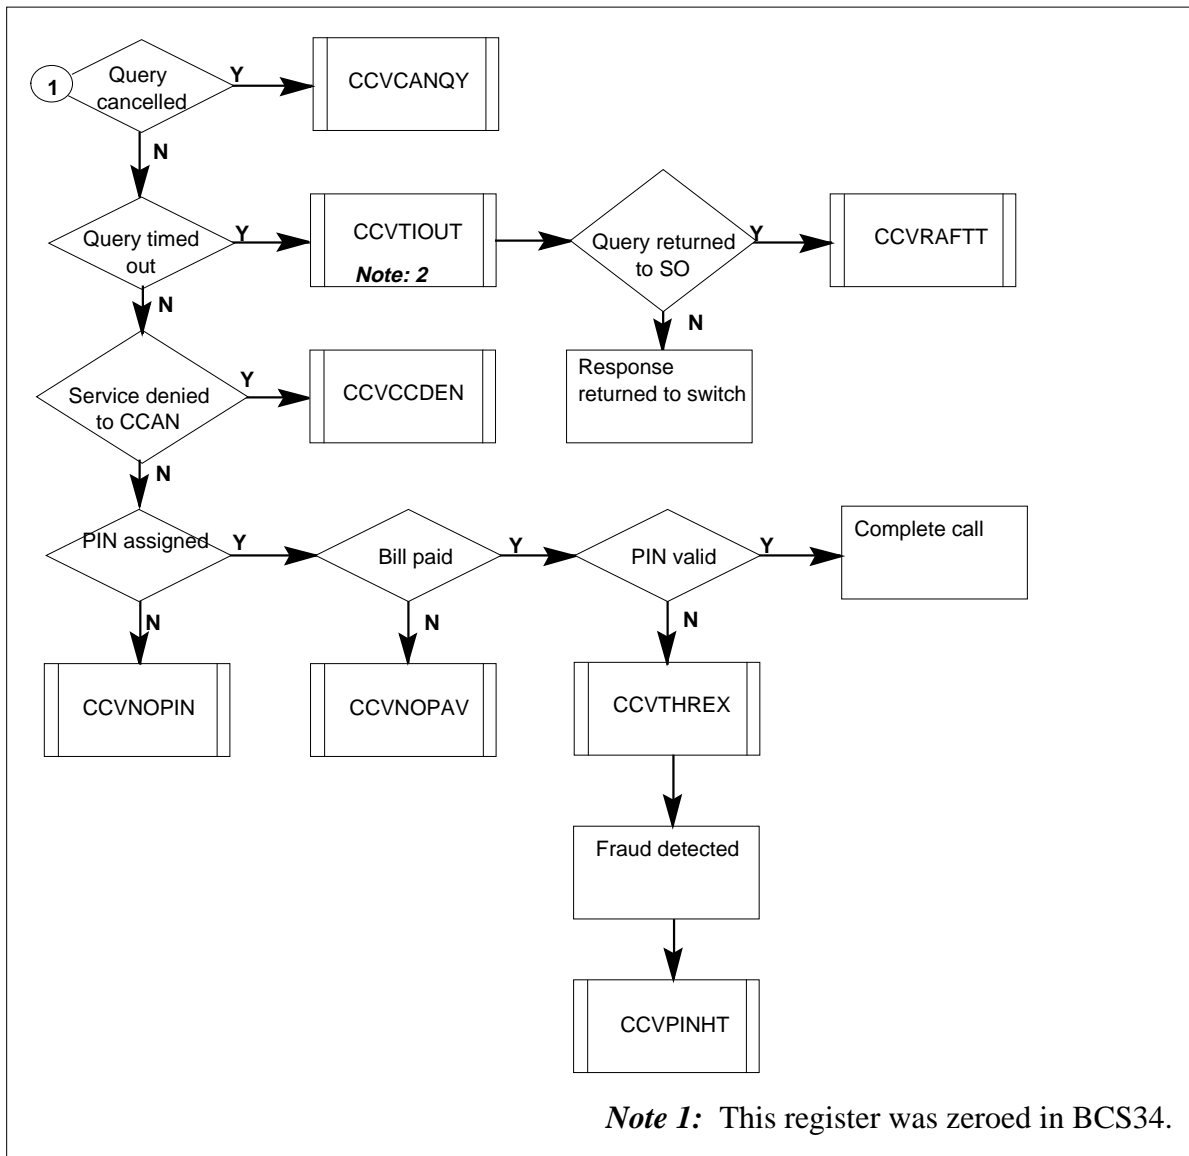 1
Query
cancelled
Y
CCVCANQY
N
Query timed
out
Y
CCVTIOUT
Note: 2
Query returned
to SO
Y
CCVRAFTT
N
N
Response
returned to switch
Service denied
to CCAN
Y
CCVCCDEN
N
PIN assigned
Y
Bill paid
Y
PIN valid
Y
Complete call
N
N
N
CCVNOPIN
CCVNOPAV
CCVTHREX
Fraud detected
CCVPINHT
Note 1: This register was zeroed in BCS34.